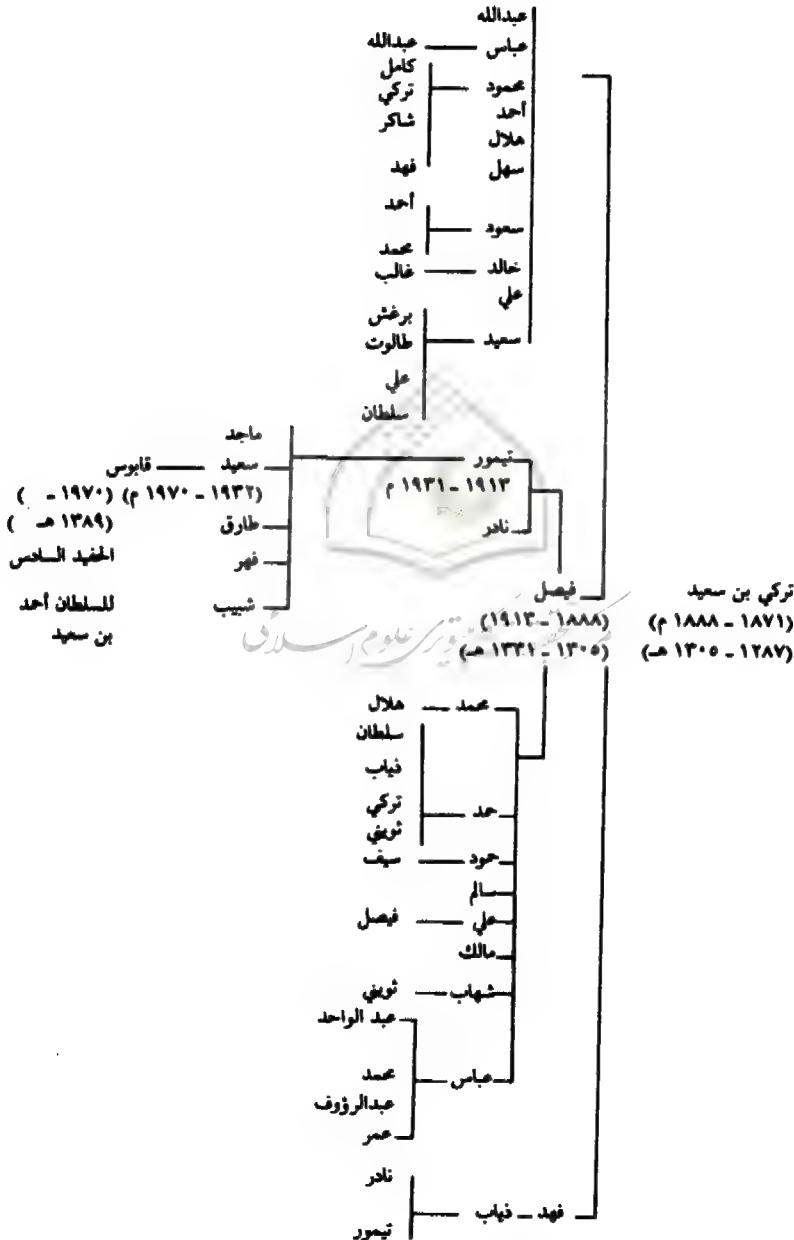 عبدالله
عباس — عبدالله
محمود
كامل
تركي
شاكر
فهد
أحمد
هلال
سهل
سعود
أحمد
محمد
خالد — غالب
علي
سعيد
برغش
طالوت
علي
سلطان
تيمور
١٩١٣ ـ ١٩٣١ م
نادر
ماجد
سعيد — قابوس
(١٩٣٢ ـ ١٩٧٠ م) (١٩٧٠ ـ )
(١٣٨٩ هـ )
طارق
الحفيد السادس
فهر
للسلطان أحمد
بن سعيد
شبيب
تركي بن سعيد
(١٨٧١ ـ ١٨٨٨ م)
(١٢٨٧ ـ ١٣٠٥ هـ)
فيصل
(١٨٨٨ ـ ١٩١٣)
محمد — هلال
سلطان
ذياب
تركي
ثويني
حمد
حمود — سيف
سالم
علي — فيصل
مالك
شهاب — ثويني
عباس
عبد الواحد
محمد
عبدالرؤوف
عمر
فهد ـ ذياب
نادر
تيمور